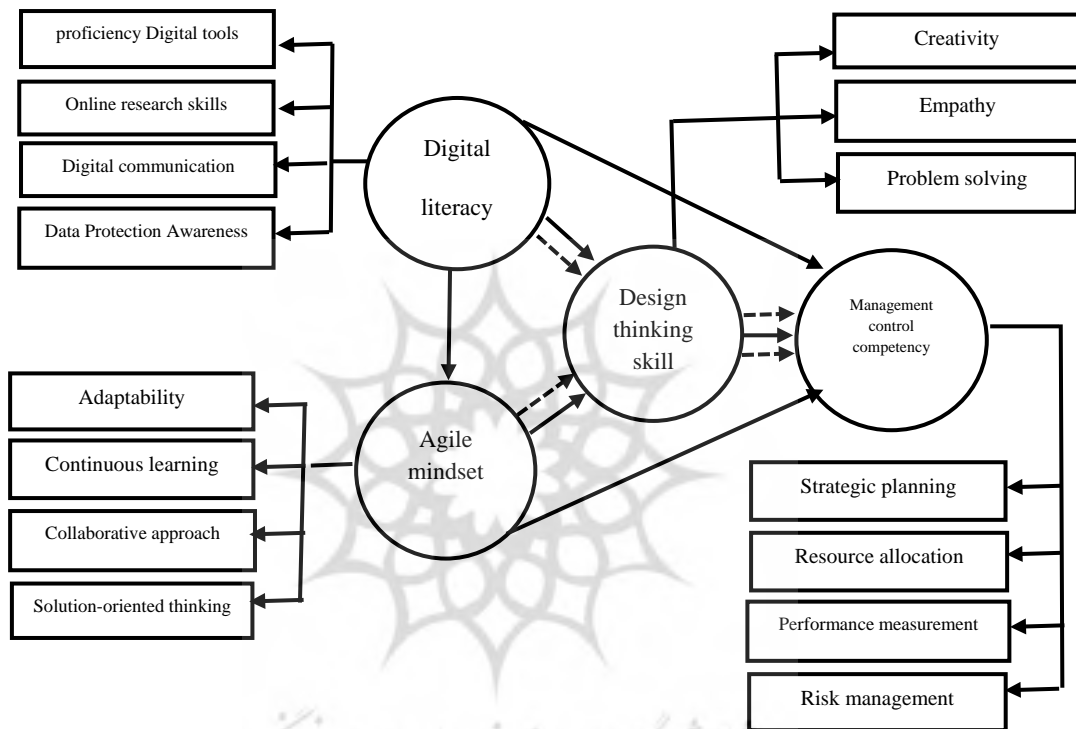 proficiency Digital tools
Online research skills
Digital communication
Data Protection Awareness
Digital
literacy
Creativity
Empathy
Problem solving
Design
thinking
skill
Management
control
competency
Adaptability
Continuous learning
Collaborative approach
Solution-oriented thinking
Agile
mindset
Strategic planning
Resource allocation
Performance measurement
Risk management